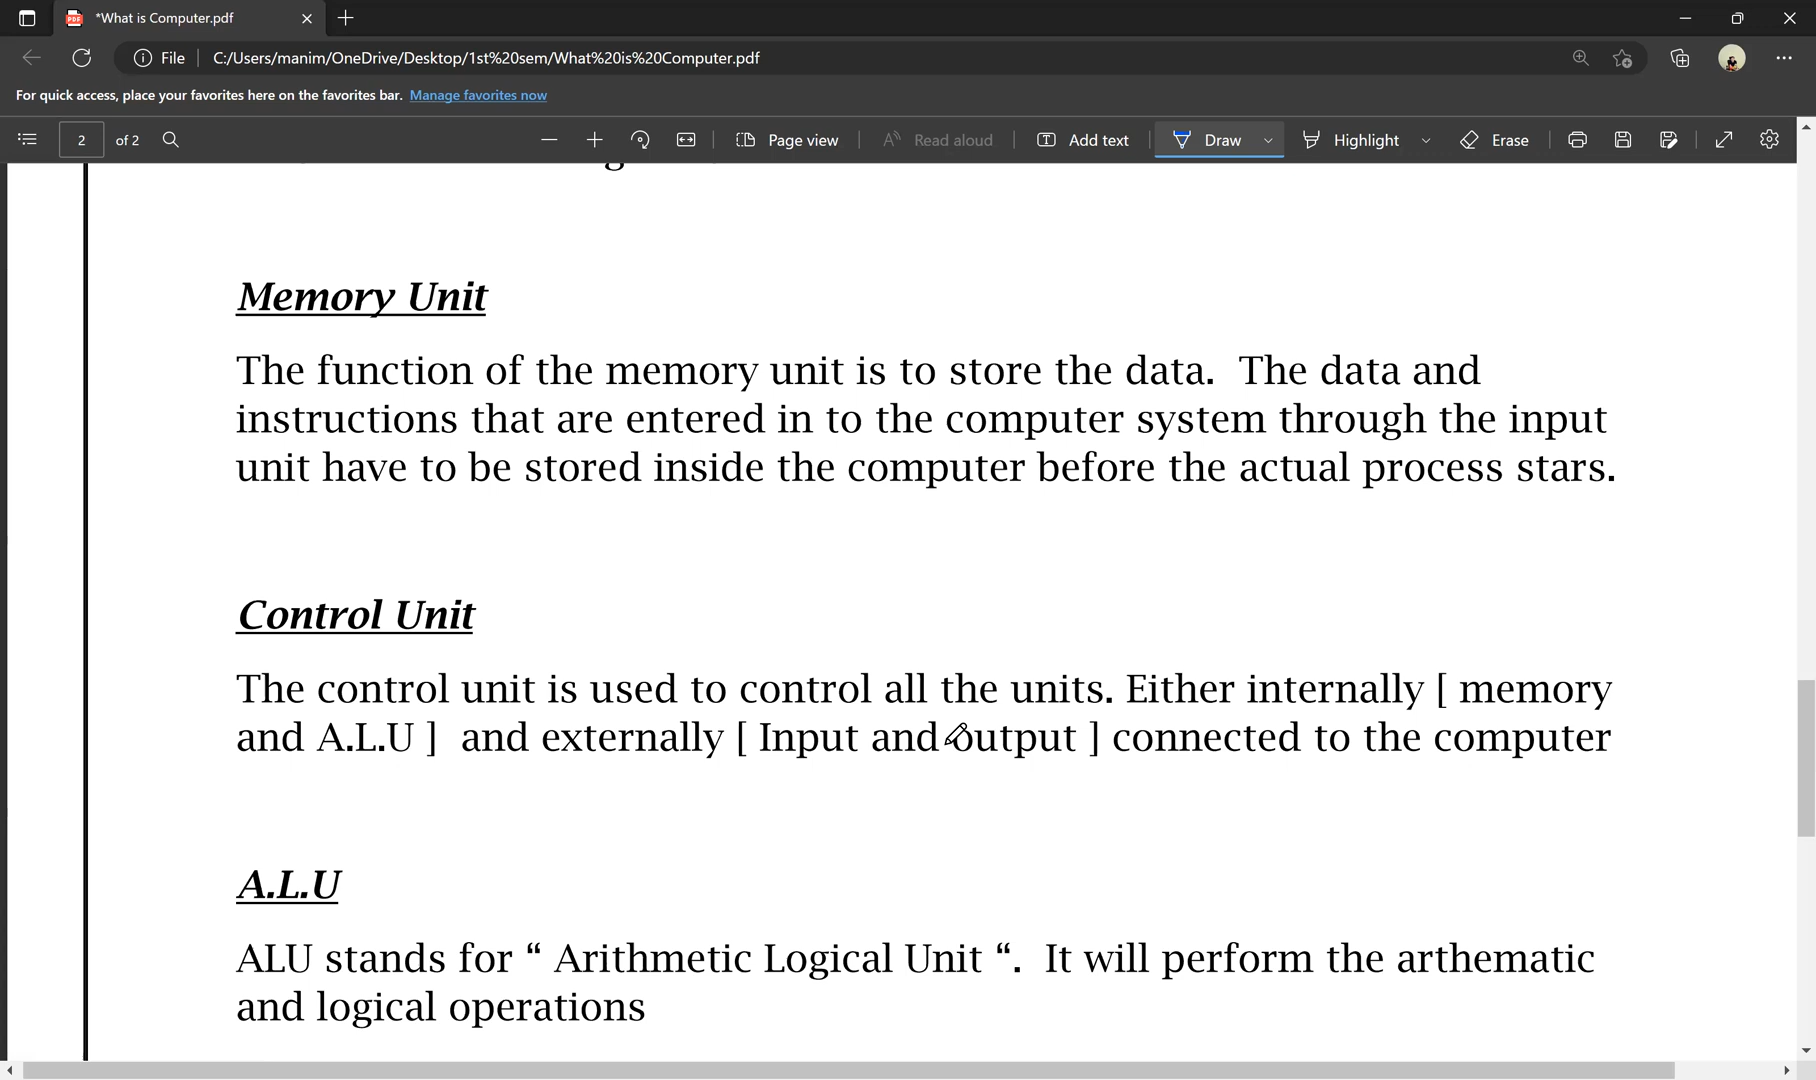 *What is Computer.pdf
File
C:/Users/manim/OneDrive/Desktop/1st%20sem/What%20is%20Computer.pdf
For quick access, place your favorites here on the favorites bar. Manage favorites now
2 of 2 Page view Read aloud Add text Draw Highlight Erase
Memory Unit
The function of the memory unit is to store the data. The data and
instructions that are entered in to the computer system through the input
unit have to be stored inside the computer before the actual process stars.
Control Unit
The control unit is used to control all the units. Either internally [ memory
and A.L.U ] and externally [ Input and output ] connected to the computer
A.L.U
ALU stands for “ Arithmetic Logical Unit “. It will perform the arthematic
and logical operations